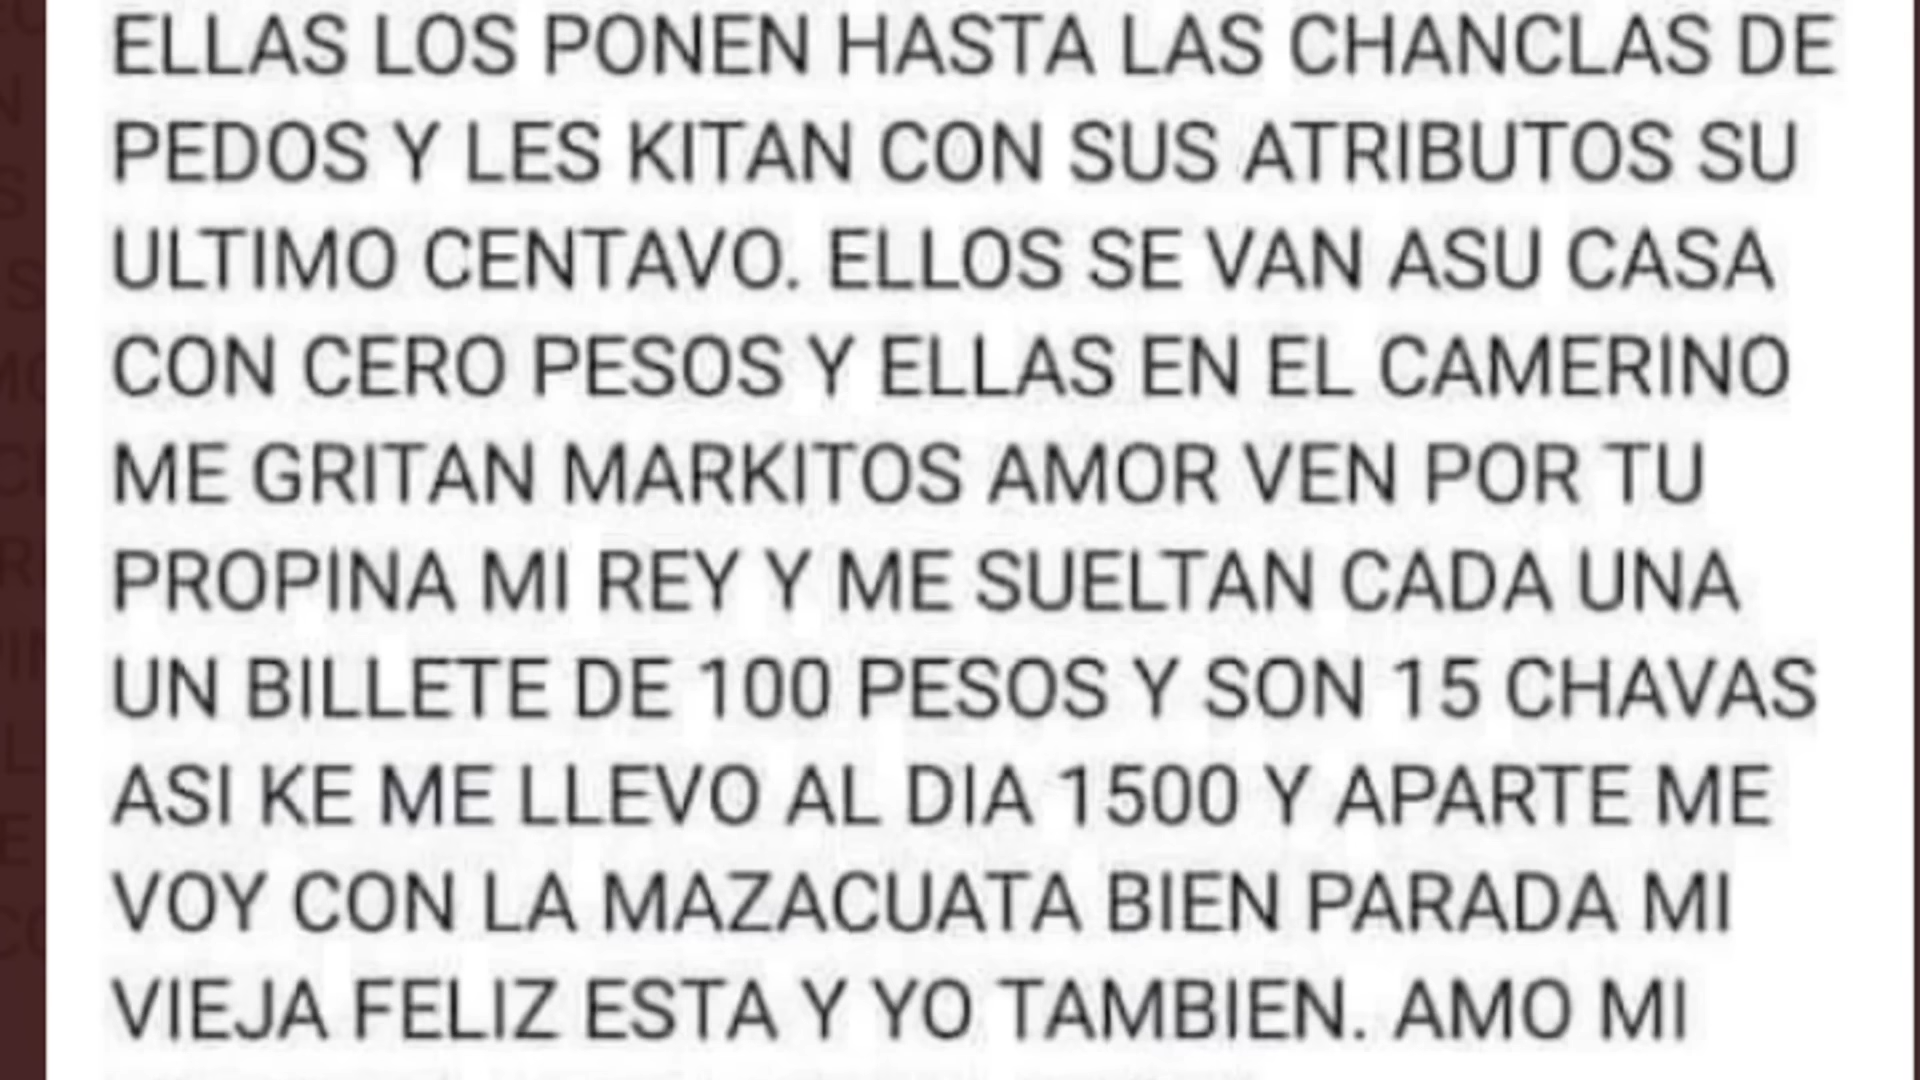 ELLAS LOS PONEN HASTA LAS CHANCLAS DE
PEDOS Y LES KITAN CON SUS ATRIBUTOS SU
ULTIMO CENTAVO. ELLOS SE VAN ASU CASA
CON CERO PESOS Y ELLAS EN EL CAMERINO
ME GRITAN MARKITOS AMOR VEN POR TU
PROPINA MI REY Y ME SUELTAN CADA UNA
UN BILLETE DE 100 PESOS Y SON 15 CHAVAS
ASI KE ME LLEVO AL DIA 1500 Y APARTE ME
VOY CON LA MAZACUATA BIEN PARADA MI
VIEJA FELIZ ESTA Y YO TAMBIEN. AMO MI